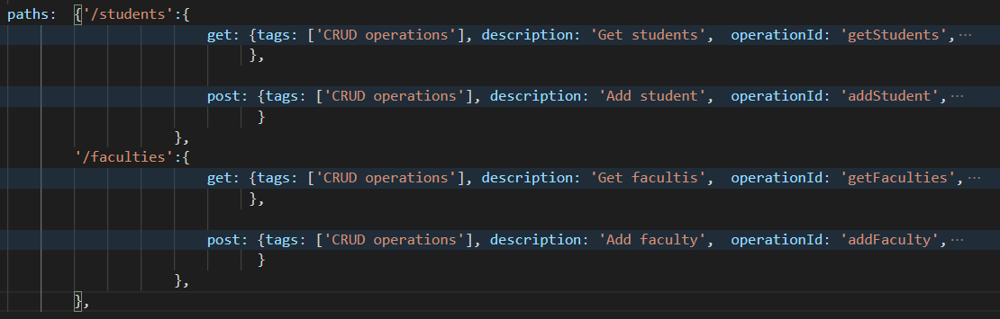 paths:  {'/students':{
get: {tags: ['CRUD operations'], description: 'Get students',  operationId: 'getStudents',⋯
},
post: {tags: ['CRUD operations'], description: 'Add student',  operationId: 'addStudent',⋯
}
},
'/faculties':{
get: {tags: ['CRUD operations'], description: 'Get facultis',  operationId: 'getFaculties',⋯
},
post: {tags: ['CRUD operations'], description: 'Add faculty',  operationId: 'addFaculty',⋯
}
},
},